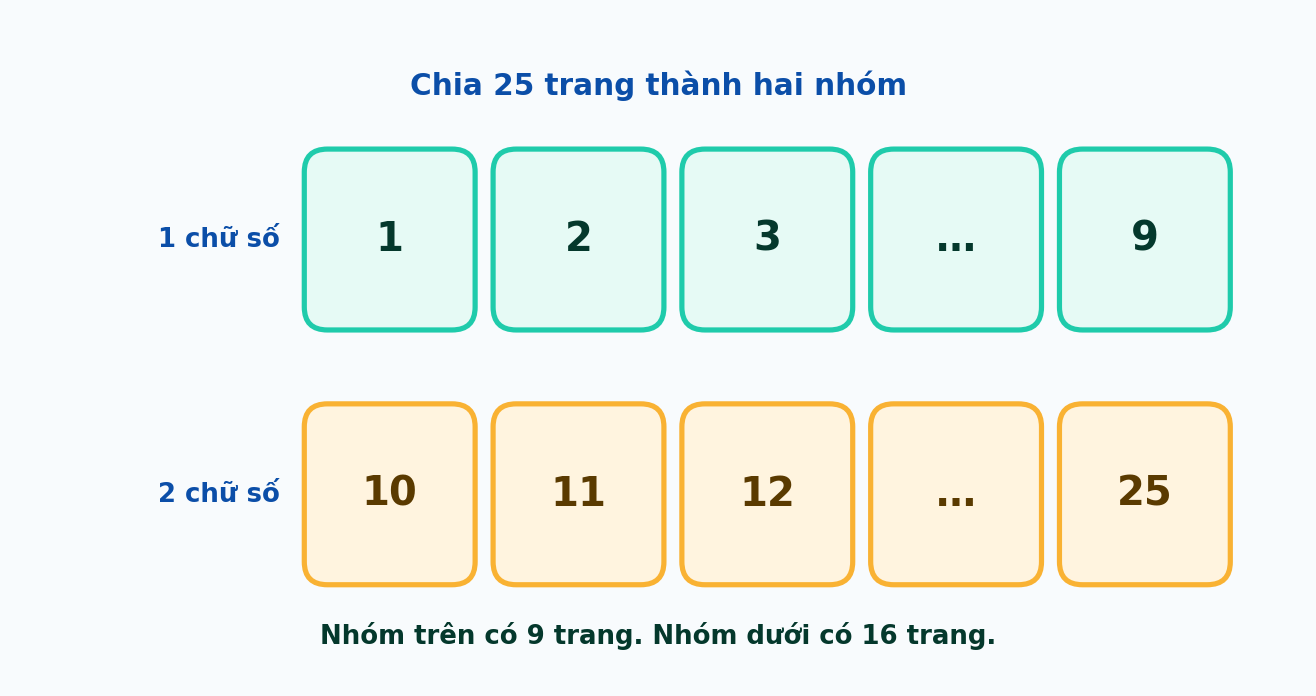 Chia 25 trang thành hai nhóm
1 chữ số 1 2 3 ... 9
2 chữ số 10 11 12 ... 25
Nhóm trên có 9 trang. Nhóm dưới có 16 trang.